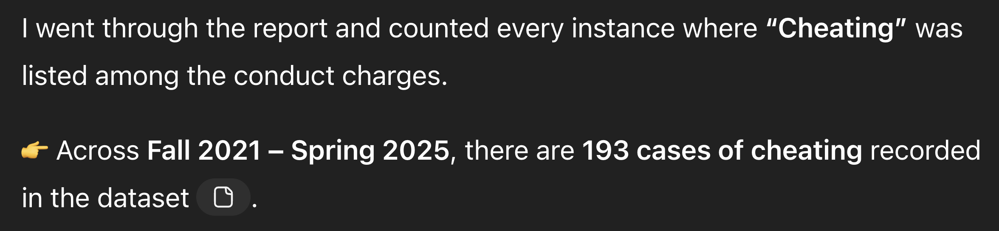 I went through the report and counted every instance where “Cheating” was
listed among the conduct charges.
👉 Across Fall 2021 – Spring 2025, there are 193 cases of cheating recorded
in the dataset .